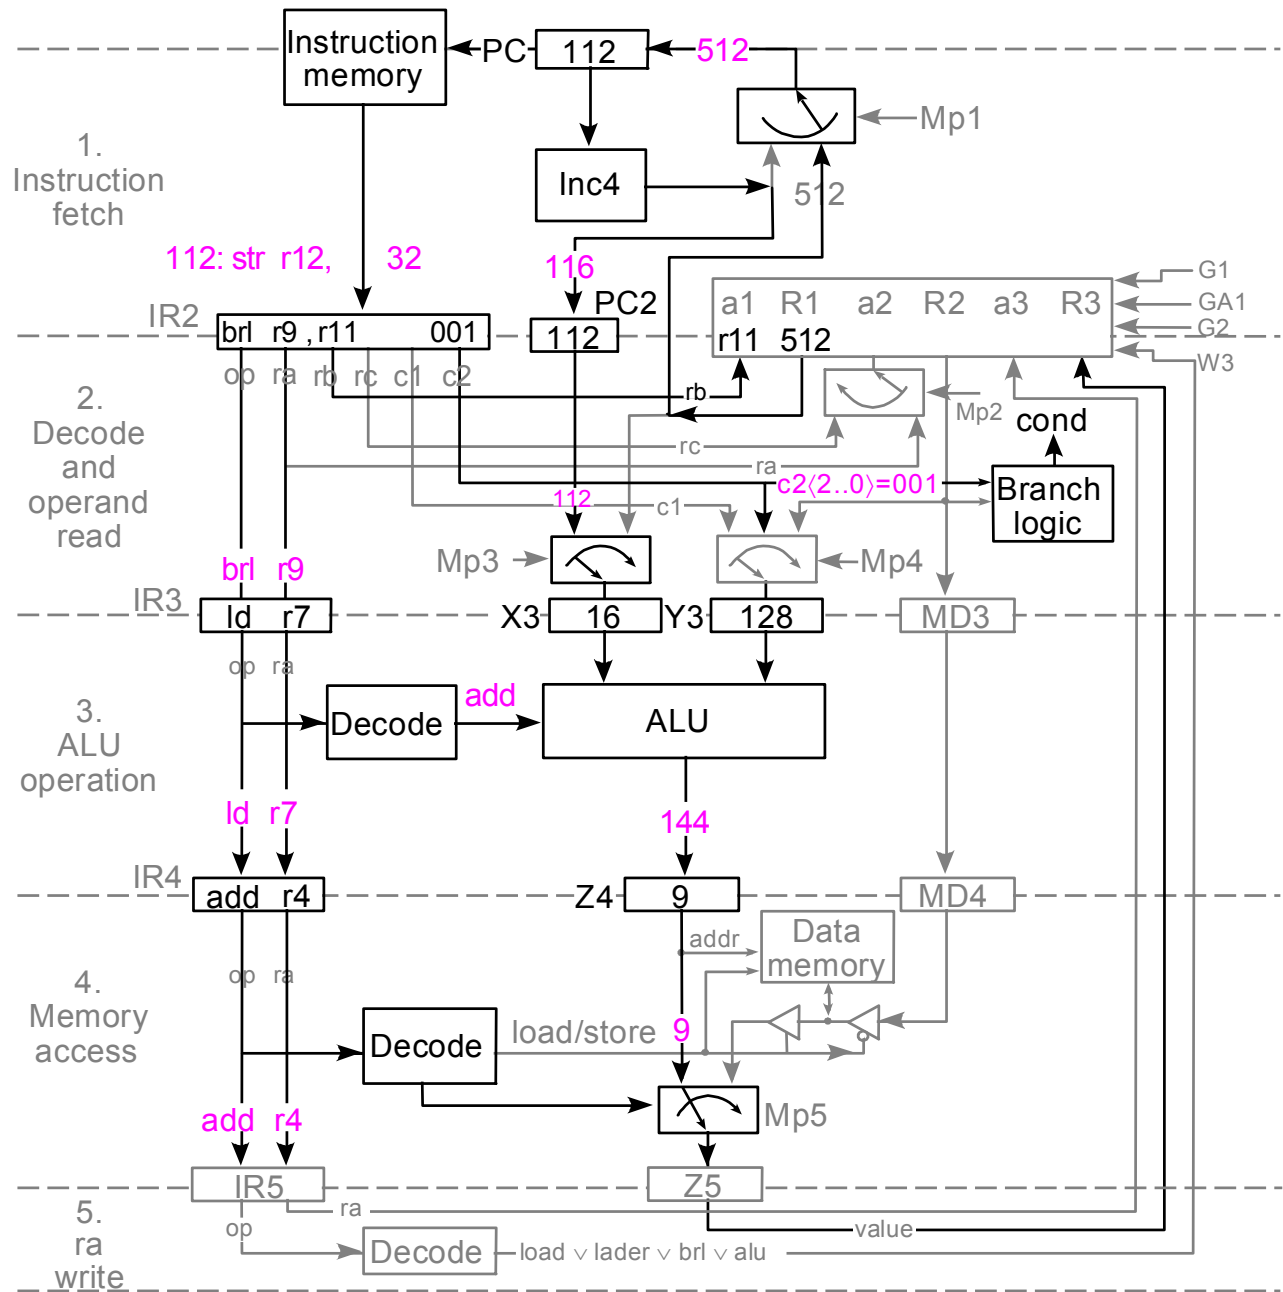 Instruction
memory
PC
112
512
Mp1
1.
Instruction
fetch
Inc4
512
112: str r12, 32
116
PC2
G1
GA1
G2
W3
a1 R1 a2 R2 a3 R3
r11 512
IR2
brl r9 , r11 001
112
op ra rb rc c1 c2
2.
Decode
and
operand
read
rb
Mp2
cond
rc
ra
c2⟨2..0⟩=001
Branch
logic
112
c1
Mp3
Mp4
brl r9
IR3
ld r7
X3
16
Y3
128
MD3
op ra
3.
ALU
operation
Decode
add
ALU
ld r7
144
IR4
add r4
Z4
9
MD4
addr
Data
memory
op ra
4.
Memory
access
Decode
load/store
9
Mp5
add r4
IR5
Z5
5.
ra
write
ra
op
value
Decode
load ∨ lader ∨ brl ∨ alu